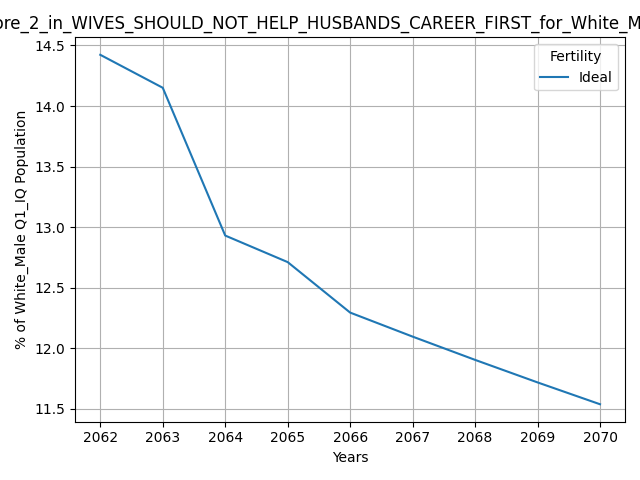 ore_2_in_WIVES_SHOULD_NOT_HELP_HUSBANDS_CAREER_FIRST_for_White_M
Fertility
Ideal
14.5
14.0
13.5
13.0
12.5
12.0
11.5
% of White_Male Q1_IQ Population
2062 2063 2064 2065 2066 2067 2068 2069 2070
Years